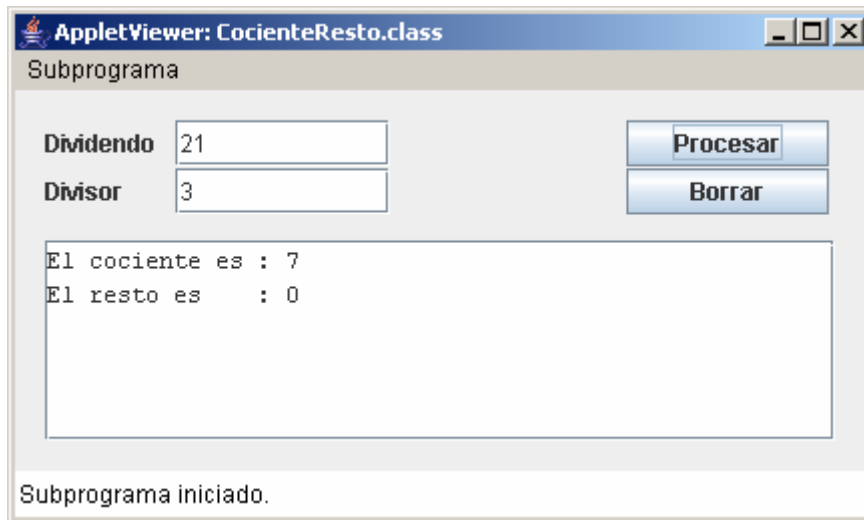 AppletViewer: CocienteResto.class
Subprograma
Dividendo 21 Procesar
Divisor 3 Borrar
El cociente es : 7
El resto es : 0
Subprograma iniciado.